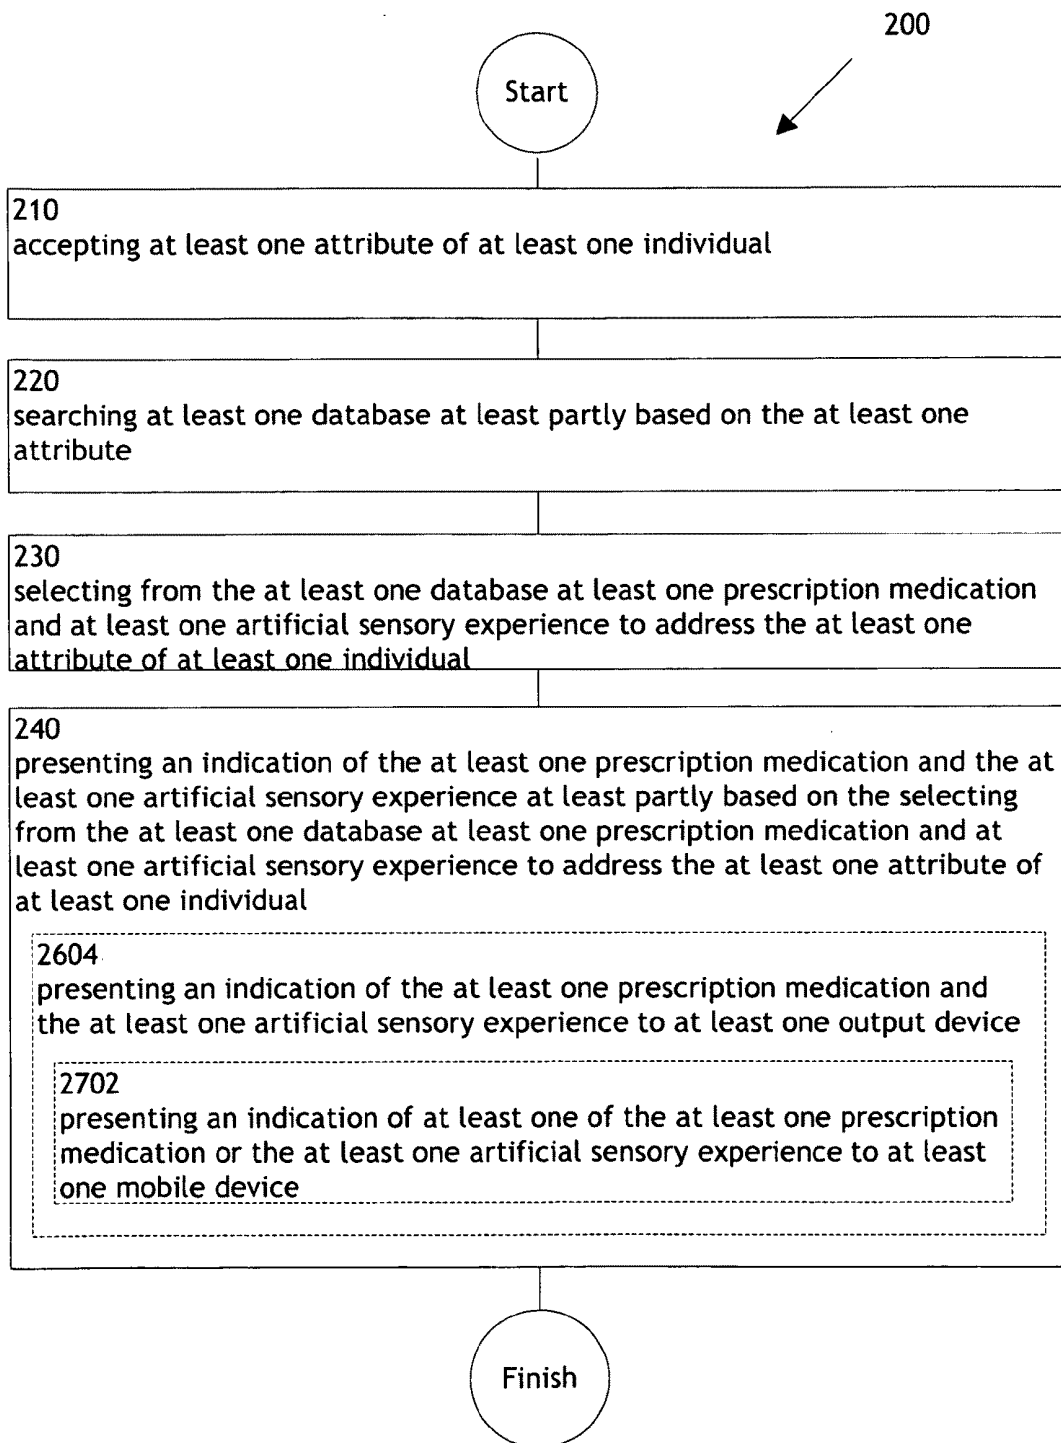 200
Start
210
accepting at least one attribute of at least one individual
220
searching at least one database at least partly based on the at least one
attribute
230
selecting from the at least one database at least one prescription medication
and at least one artificial sensory experience to address the at least one
attribute of at least one individual
240
presenting an indication of the at least one prescription medication and the at
least one artificial sensory experience at least partly based on the selecting
from the at least one database at least one prescription medication and at
least one artificial sensory experience to address the at least one attribute of
at least one individual
2604
presenting an indication of the at least one prescription medication and
the at least one artificial sensory experience to at least one output device
2702
presenting an indication of at least one of the at least one prescription
medication or the at least one artificial sensory experience to at least
one mobile device
Finish